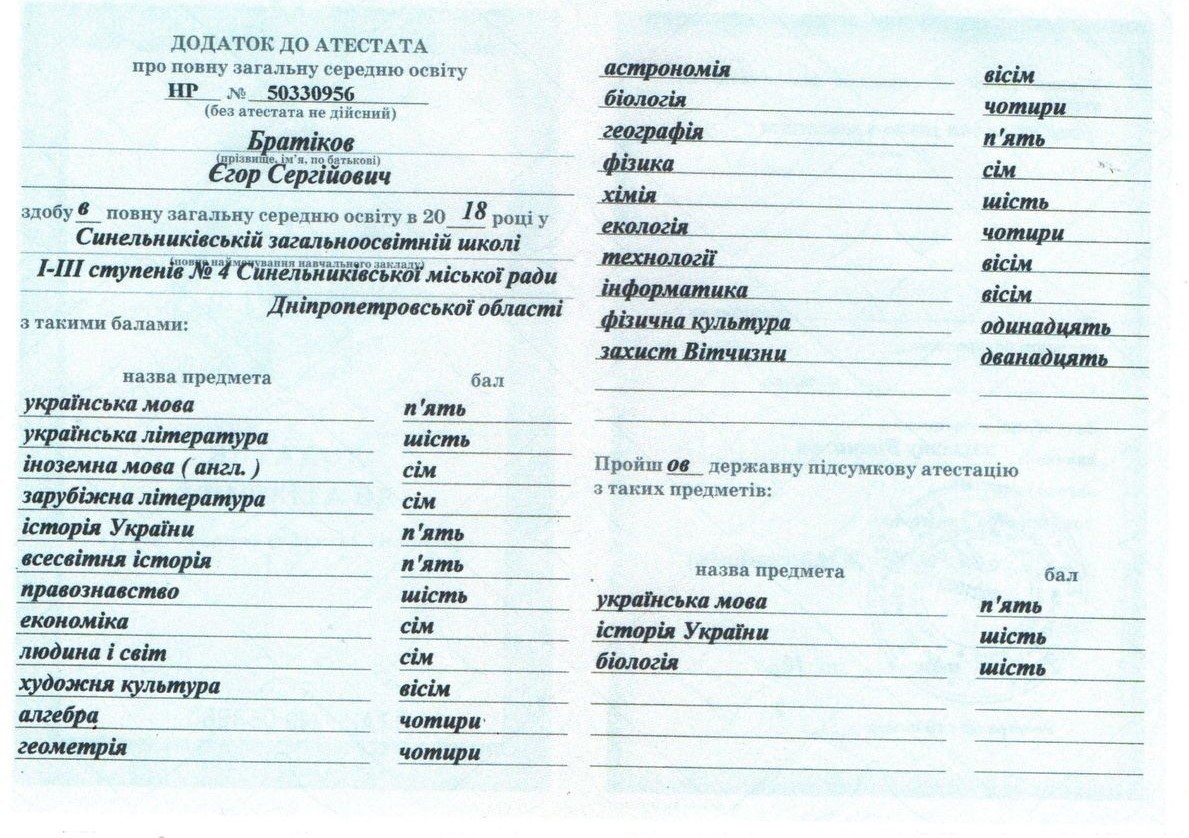 ДОДАТОК ДО АТЕСТАТА
про повну загальну середню освіту
НР № 50330956
(без атестата не дійсний)
Братіков
(прізвище, ім'я, по батькові)
Єгор Сергійович
здобу в повну загальну середню освіту в 20 18 році у
Синельниківській загальноосвітній школі
(повне найменування навчального закладу)
І-ІІІ ступенів № 4 Синельниківської міської ради
Дніпропетровської області
з такими балами:
назва предмета бал
українська мова п'ять
українська література шість
іноземна мова ( англ. ) сім
зарубіжна література сім
історія України п'ять
всесвітня історія п'ять
правознавство шість
економіка сім
людина і світ сім
художня культура вісім
алгебра чотири
геометрія чотири
астрономія вісім
біологія чотири
географія п'ять
фізика сім
хімія шість
екологія чотири
технології вісім
інформатика вісім
фізична культура одинадцять
захист Вітчизни дванадцять
Пройш ов державну підсумкову атестацію
з таких предметів:
назва предмета бал
українська мова п'ять
історія України шість
біологія шість